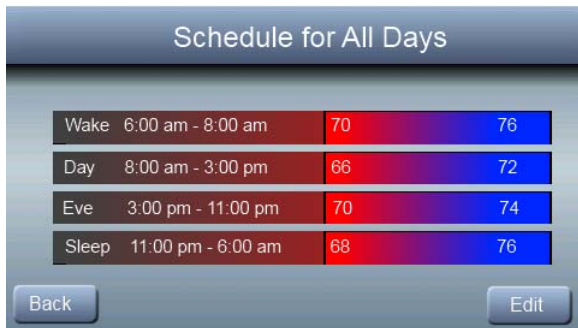 Schedule for All Days
Wake 6:00 am - 8:00 am 70 76
Day 8:00 am - 3:00 pm 66 72
Eve 3:00 pm - 11:00 pm 70 74
Sleep 11:00 pm - 6:00 am 68 76
Back Edit